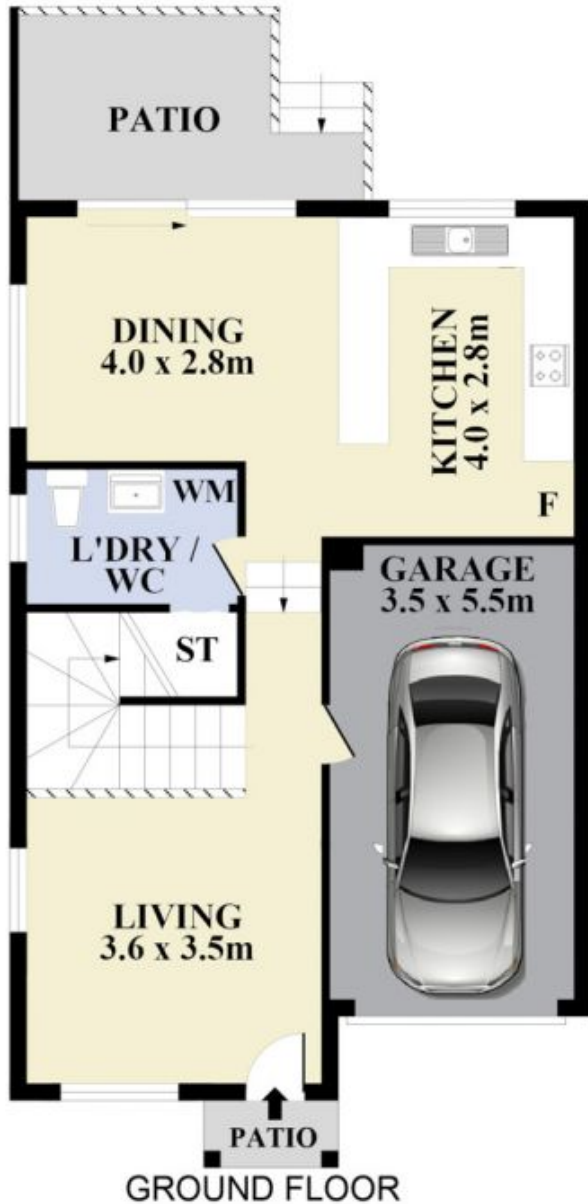 PATIO
DINING
4.0 x 2.8m
KITCHEN
4.0 x 2.8m
WM
L'DRY /
WC
F
GARAGE
3.5 x 5.5m
ST
LIVING
3.6 x 3.5m
PATIO
GROUND FLOOR